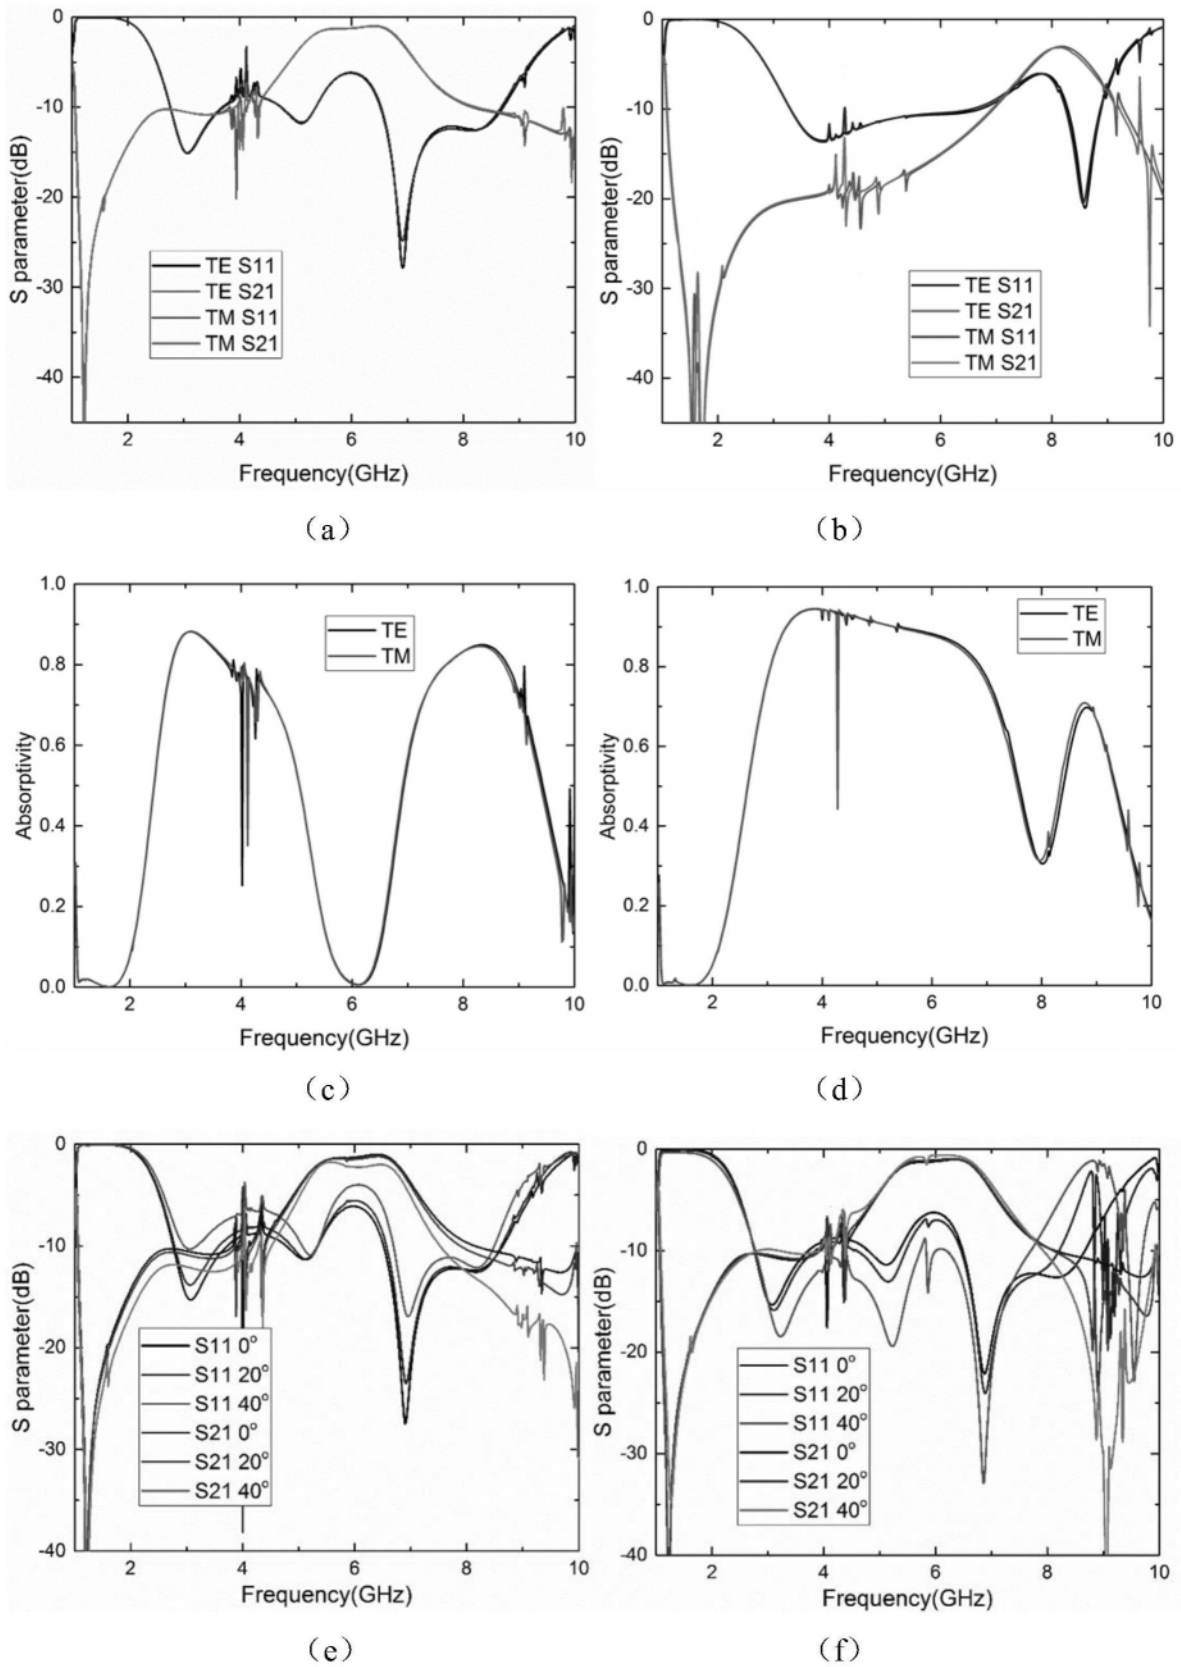 0
-10
-20
-30
-40
S parameter(dB)
TE S11
TE S21
TM S11
TM S21
2 4 6 8 10
Frequency(GHz)
(a)
0
-10
-20
-30
-40
S parameter(dB)
TE S11
TE S21
TM S11
TM S21
2 4 6 8 10
Frequency(GHz)
(b)
1.0
0.8
0.6
0.4
0.2
0.0
Absorptivity
TE
TM
2 4 6 8 10
Frequency(GHz)
(c)
1.0
0.8
0.6
0.4
0.2
0.0
Absorptivity
TE
TM
2 4 6 8 10
Frequency(GHz)
(d)
0
-10
-20
-30
-40
S parameter(dB)
S11 0°
S11 20°
S11 40°
S21 0°
S21 20°
S21 40°
2 4 6 8 10
Frequency(GHz)
(e)
0
-10
-20
-30
-40
S parameter(dB)
S11 0°
S11 20°
S11 40°
S21 0°
S21 20°
S21 40°
2 4 6 8 10
Frequency(GHz)
(f)